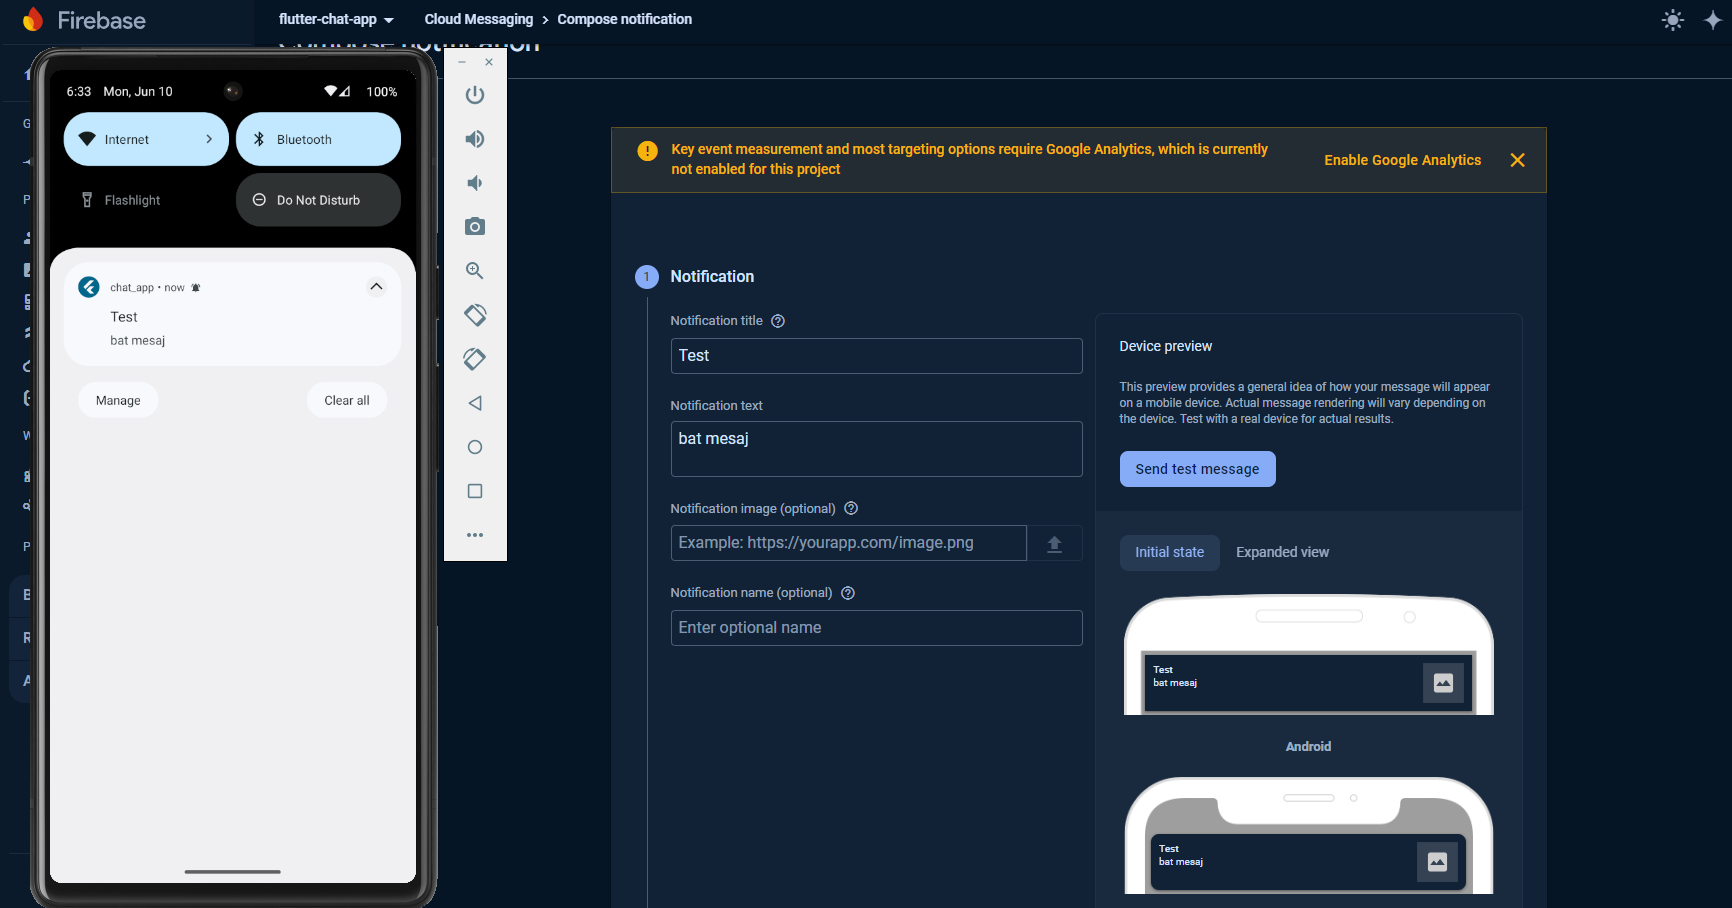 Firebase
flutter-chat-app
Cloud Messaging
Compose notification
Compose notification
6:33 Mon, Jun 10
100%
Internet
Bluetooth
Flashlight
Do Not Disturb
chat_app • now
Test
bat mesaj
Manage
Clear all
Key event measurement and most targeting options require Google Analytics, which is currently
not enabled for this project
Enable Google Analytics
1
Notification
Notification title
Test
Notification text
bat mesaj
Notification image (optional)
Example: https://yourapp.com/image.png
Notification name (optional)
Enter optional name
Device preview
This preview provides a general idea of how your message will appear
on a mobile device. Actual message rendering will vary depending on
the device. Test with a real device for actual results.
Send test message
Initial state
Expanded view
Test
bat mesaj
Android
Test
bat mesaj